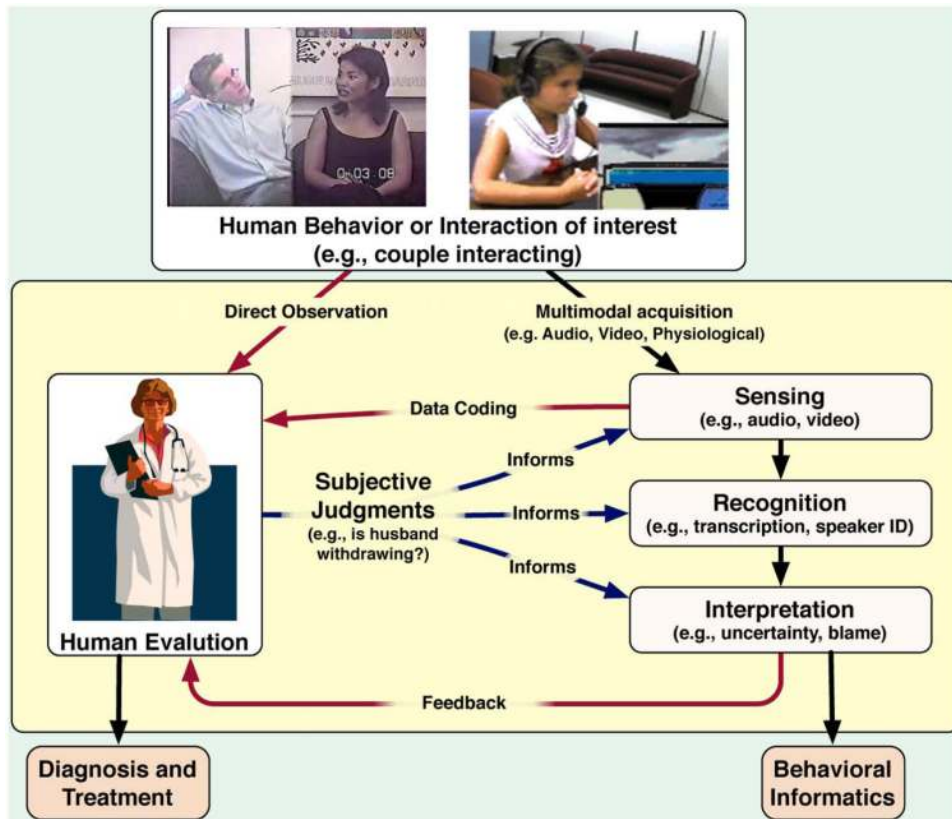 0:03 08
Human Behavior or Interaction of interest
(e.g., couple interacting)
Direct Observation
Multimodal acquisition
(e.g. Audio, Video, Physiological)
Sensing
(e.g., audio, video)
Data Coding
Informs
Subjective
Judgments
(e.g., is husband
withdrawing?)
Informs
Recognition
(e.g., transcription, speaker ID)
Informs
Interpretation
(e.g., uncertainty, blame)
Human Evalution
Feedback
Diagnosis and
Treatment
Behavioral
Informatics